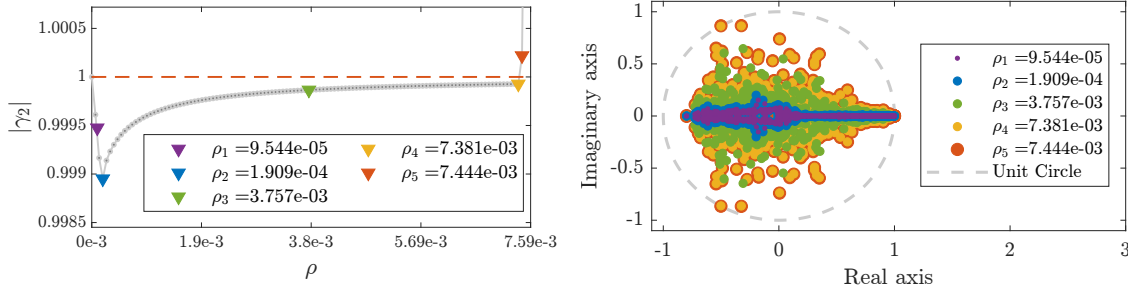 1.0005
1
0.9995
0.999
0.9985
|γ₂|
ρ₁ =9.544e-05
ρ₂ =1.909e-04
ρ₃ =3.757e-03
ρ₄ =7.381e-03
ρ₅ =7.444e-03
0e-3 1.9e-3 3.8e-3 5.69e-3 7.59e-3
ρ
1
0.5
0
-0.5
-1
Imaginary axis
ρ₁ =9.544e-05
ρ₂ =1.909e-04
ρ₃ =3.757e-03
ρ₄ =7.381e-03
ρ₅ =7.444e-03
Unit Circle
-1 0 1 2 3
Real axis